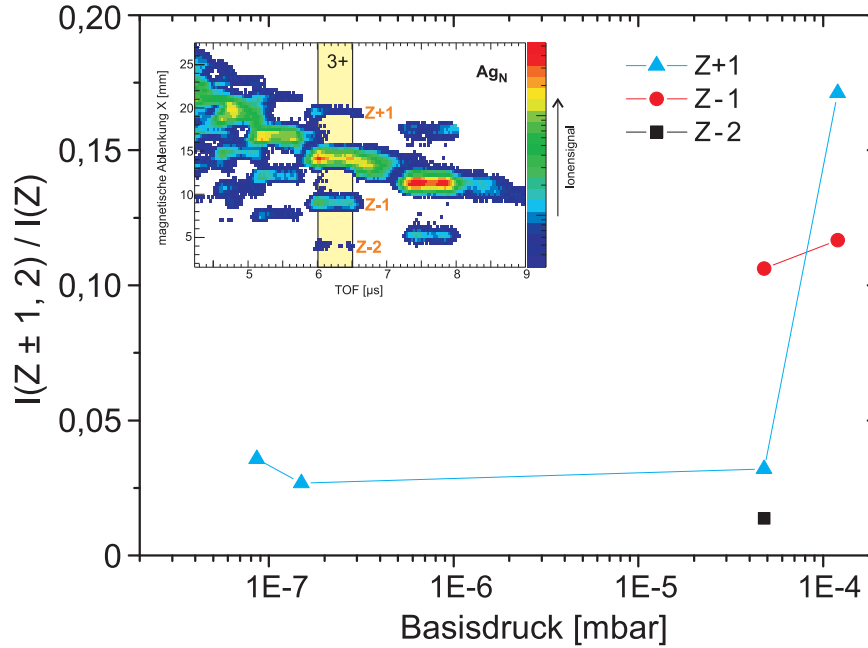 0,20
0,15
0,10
0,05
0
I(Z ± 1, 2) / I(Z)
1E-7
1E-6
1E-5
1E-4
Basisdruck [mbar]
Z+1
Z-1
Z-2
magnetische Ablenkung X [mm]
25
20
15
10
5
3+
Ag_N
Z+1
Z-1
Z-2
5
6
7
8
9
TOF [µs]
Ionensignal